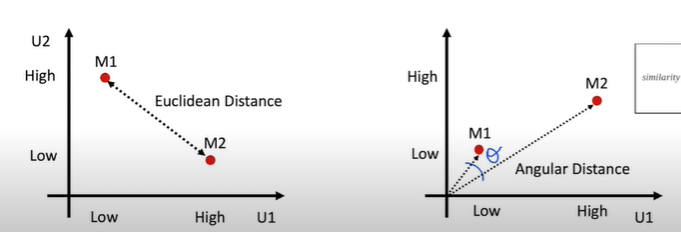 U2
M1
High
Euclidean Distance
M2
Low
Low High U1
High
M2
similarity
M1
Low
θ
Angular Distance
Low High U1